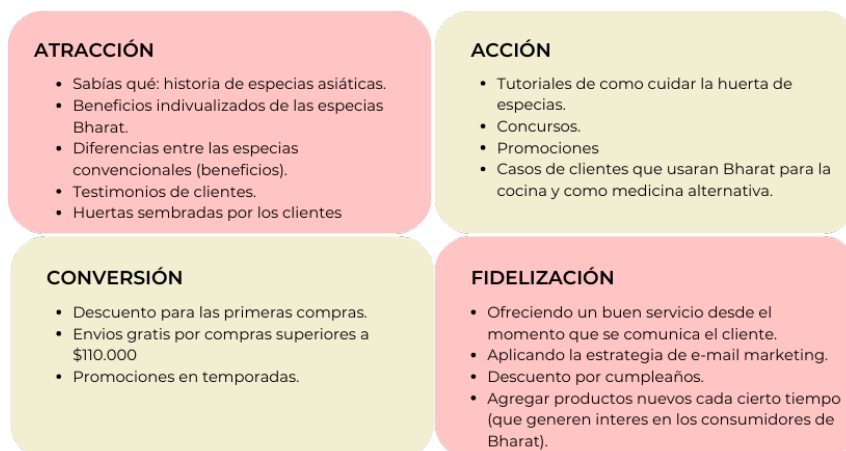 ATRACCIÓN
Sabías qué: historia de especias asiáticas.
Beneficios indivualizados de las especias
Bharat.
Diferencias entre las especias
convencionales (beneficios).
Testimonios de clientes.
Huertas sembradas por los clientes
ACCIÓN
Tutoriales de como cuidar la huerta de
especias.
Concursos.
Promociones
Casos de clientes que usaran Bharat para la
cocina y como medicina alternativa.
CONVERSIÓN
Descuento para las primeras compras.
Envios gratis por compras superiores a
$110.000
Promociones en temporadas.
FIDELIZACIÓN
Ofreciendo un buen servicio desde el
momento que se comunica el cliente.
Aplicando la estrategia de e-mail marketing.
Descuento por cumpleaños.
Agregar productos nuevos cada cierto tiempo
(que generen interes en los consumidores de
Bharat).